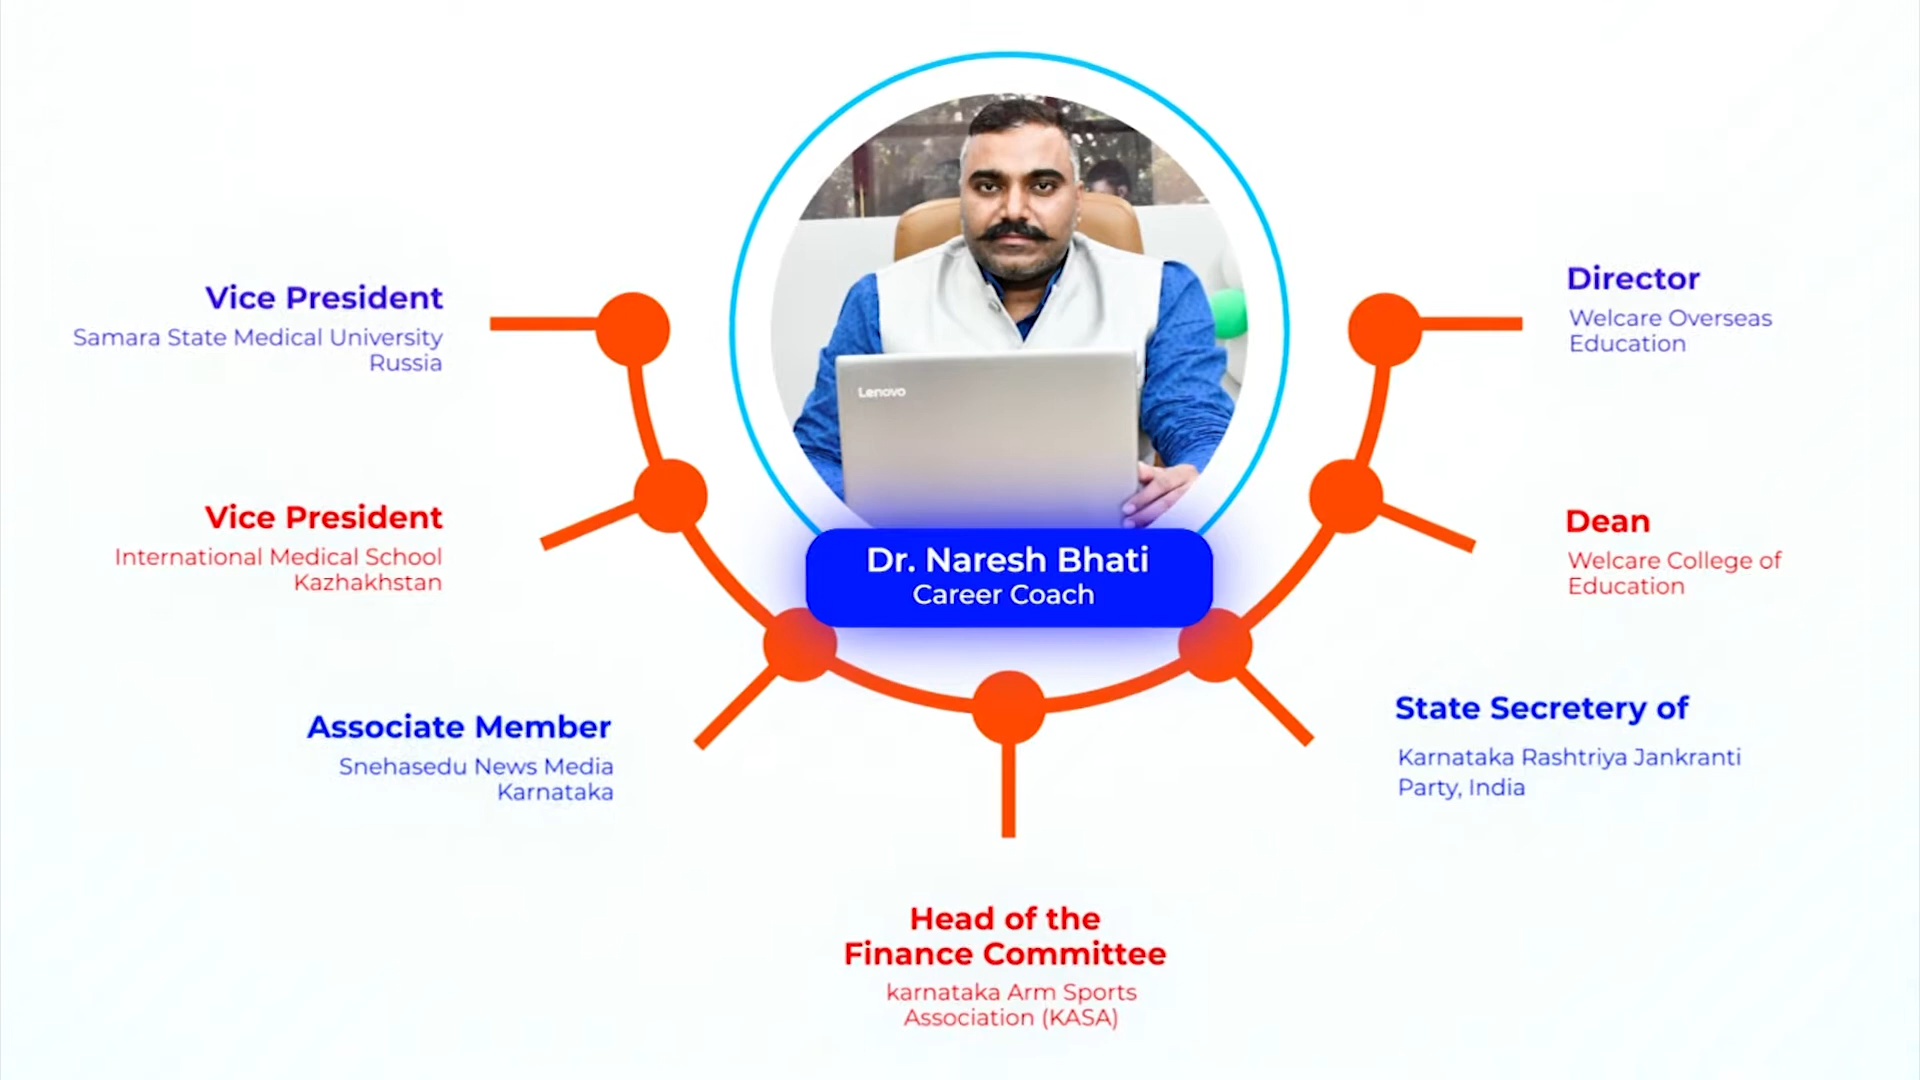 Lenovo
Dr. Naresh Bhati
Career Coach
Vice President
Samara State Medical University
Russia
Vice President
International Medical School
Kazhakhstan
Associate Member
Snehasedu News Media
Karnataka
Head of the
Finance Committee
karnataka Arm Sports
Association (KASA)
State Secretery of
Karnataka Rashtriya Jankranti
Party, India
Dean
Welcare College of
Education
Director
Welcare Overseas
Education